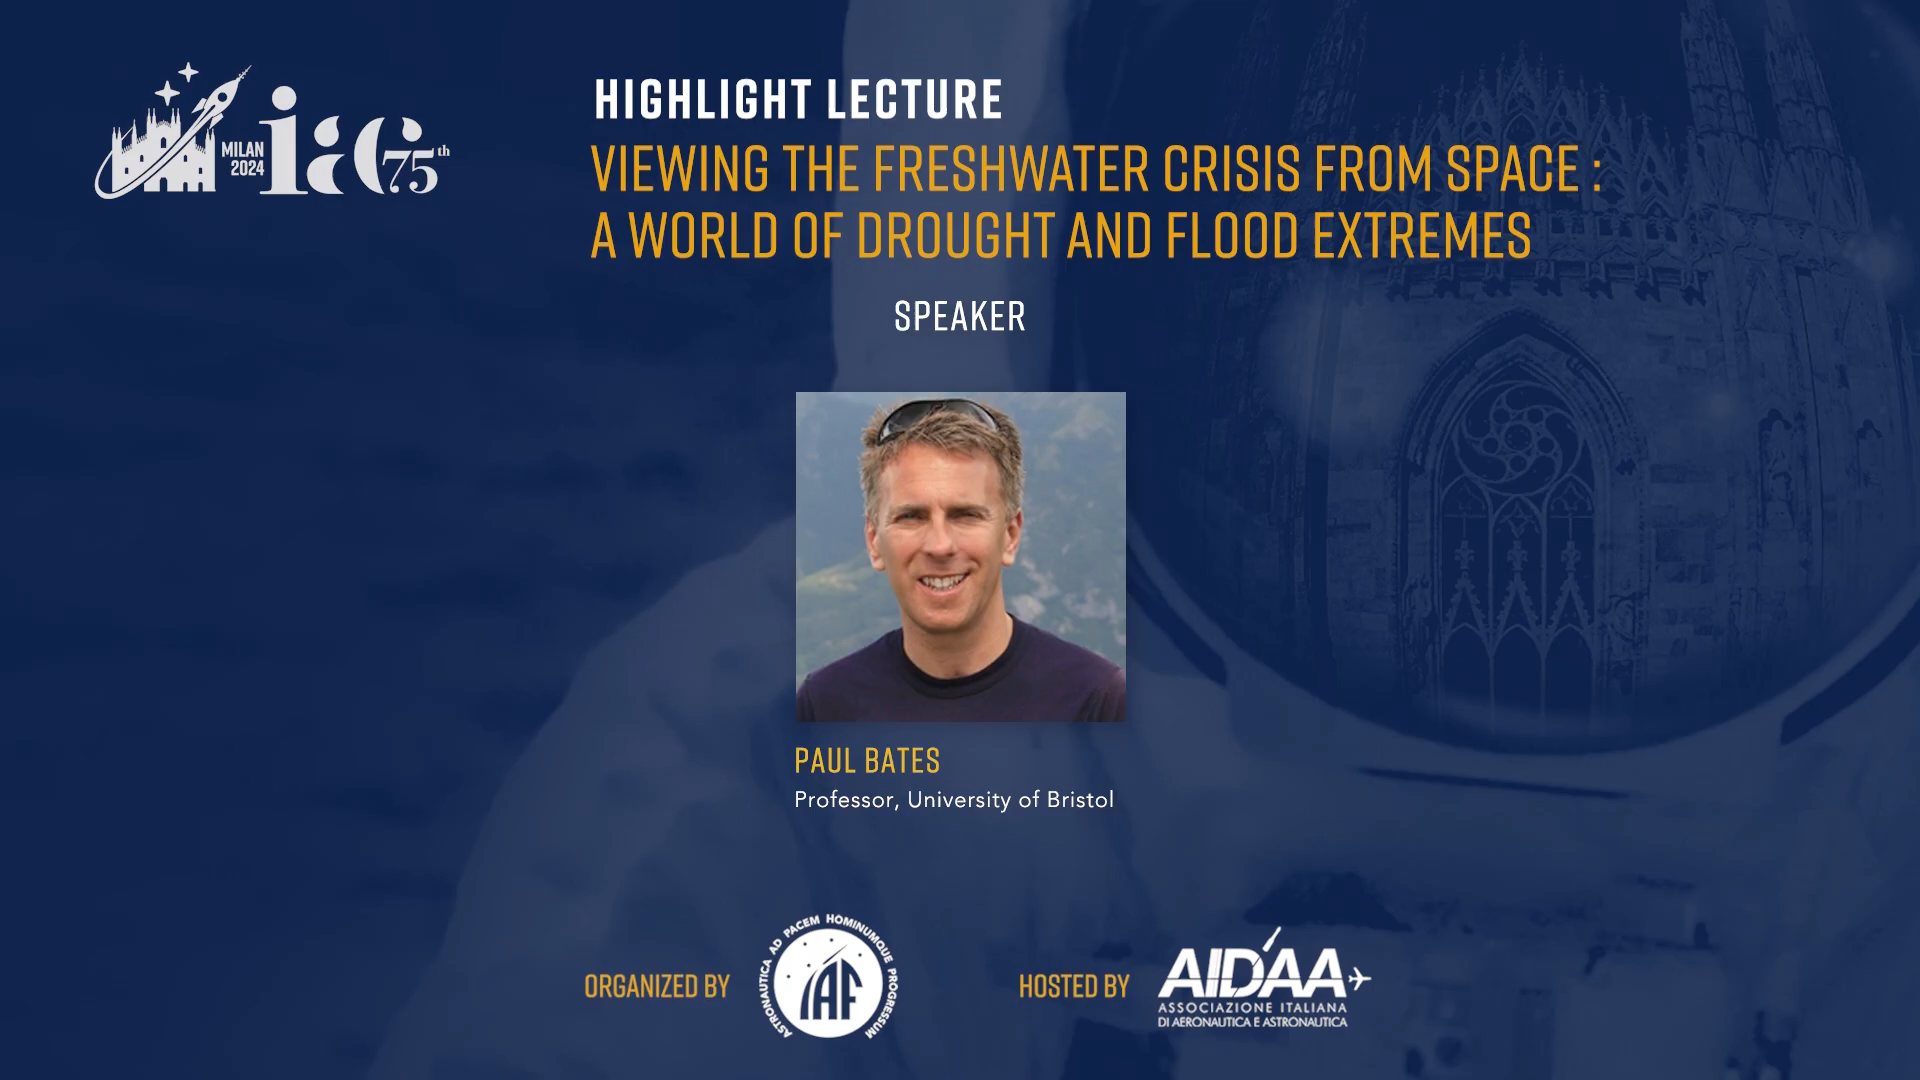 MILAN
2024
iac
75th
HIGHLIGHT LECTURE
VIEWING THE FRESHWATER CRISIS FROM SPACE :
A WORLD OF DROUGHT AND FLOOD EXTREMES
SPEAKER
PAUL BATES
Professor, University of Bristol
ORGANIZED BY
ASTRONAUTICA AD PACEM HOMINUMQUE PROGRESSUM
IAF
HOSTED BY
AIDAA
ASSOCIAZIONE ITALIANA
DI AERONAUTICA E ASTRONAUTICA